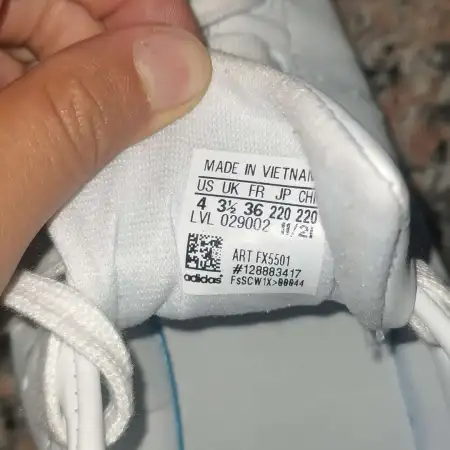 MADE IN VIETNAM
US UK FR JP CHN
4 3½ 36 220 220
LVL 029002 11/21
ART FX5501
#128883417
adidas FsSCW1X>00044